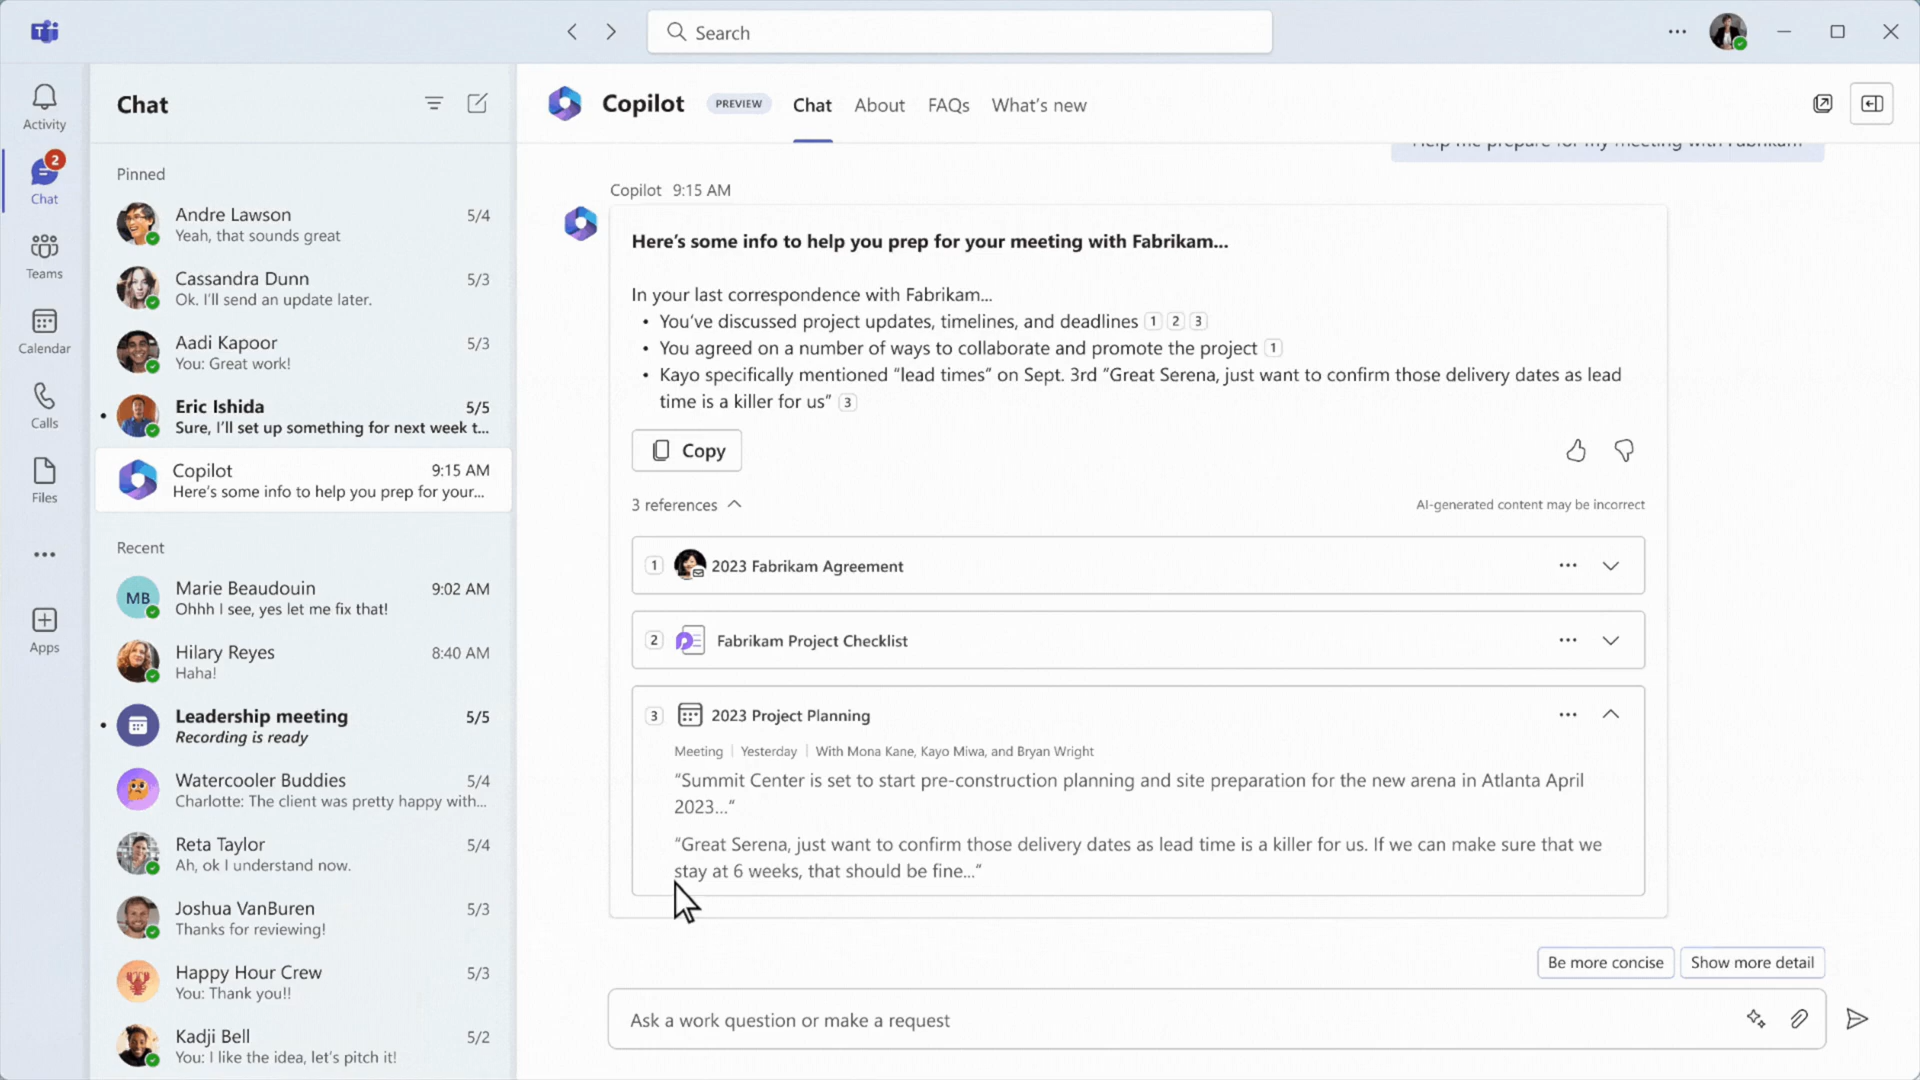 Search
Activity
2
Chat
Teams
Calendar
Calls
Files
Apps
Chat
Pinned
Andre Lawson 5/4
Yeah, that sounds great
Cassandra Dunn 5/3
Ok. I’ll send an update later.
Aadi Kapoor 5/3
You: Great work!
Eric Ishida 5/5
Sure, I’ll set up something for next week t...
Copilot 9:15 AM
Here’s some info to help you prep for your...
Recent
MB
Marie Beaudouin 9:02 AM
Ohhh I see, yes let me fix that!
Hilary Reyes 8:40 AM
Haha!
Leadership meeting 5/5
Recording is ready
Watercooler Buddies 5/4
Charlotte: The client was pretty happy with...
Reta Taylor 5/4
Ah, ok I understand now.
Joshua VanBuren 5/3
Thanks for reviewing!
Happy Hour Crew 5/3
You: Thank you!!
Kadji Bell 5/2
You: I like the idea, let’s pitch it!
Copilot PREVIEW Chat About FAQs What’s new
Help me prepare for my meeting with Fabrikam
Copilot 9:15 AM
Here’s some info to help you prep for your meeting with Fabrikam...
In your last correspondence with Fabrikam...
• You’ve discussed project updates, timelines, and deadlines 1 2 3
• You agreed on a number of ways to collaborate and promote the project 1
• Kayo specifically mentioned “lead times” on Sept. 3rd “Great Serena, just want to confirm those delivery dates as lead
time is a killer for us” 3
Copy
3 references
AI-generated content may be incorrect
1 2023 Fabrikam Agreement
2 Fabrikam Project Checklist
3 2023 Project Planning
Meeting | Yesterday | With Mona Kane, Kayo Miwa, and Bryan Wright
“Summit Center is set to start pre-construction planning and site preparation for the new arena in Atlanta April
2023...“
“Great Serena, just want to confirm those delivery dates as lead time is a killer for us. If we can make sure that we
stay at 6 weeks, that should be fine...“
Be more concise
Show more detail
Ask a work question or make a request